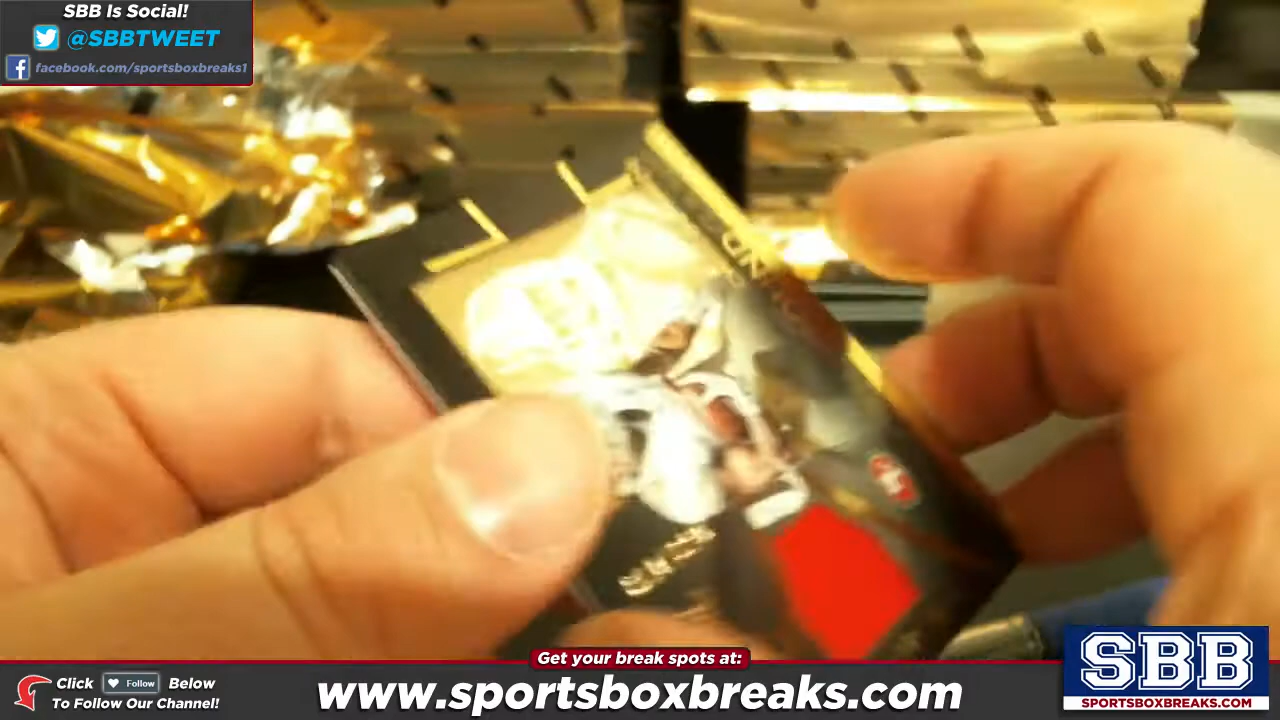 SBB Is Social!
@SBBTWEET
facebook.com/sportsboxbreaks1
Get your break spots at:
Click Follow Below
To Follow Our Channel!
www.sportsboxbreaks.com
SBB
SPORTSBOXBREAKS.COM